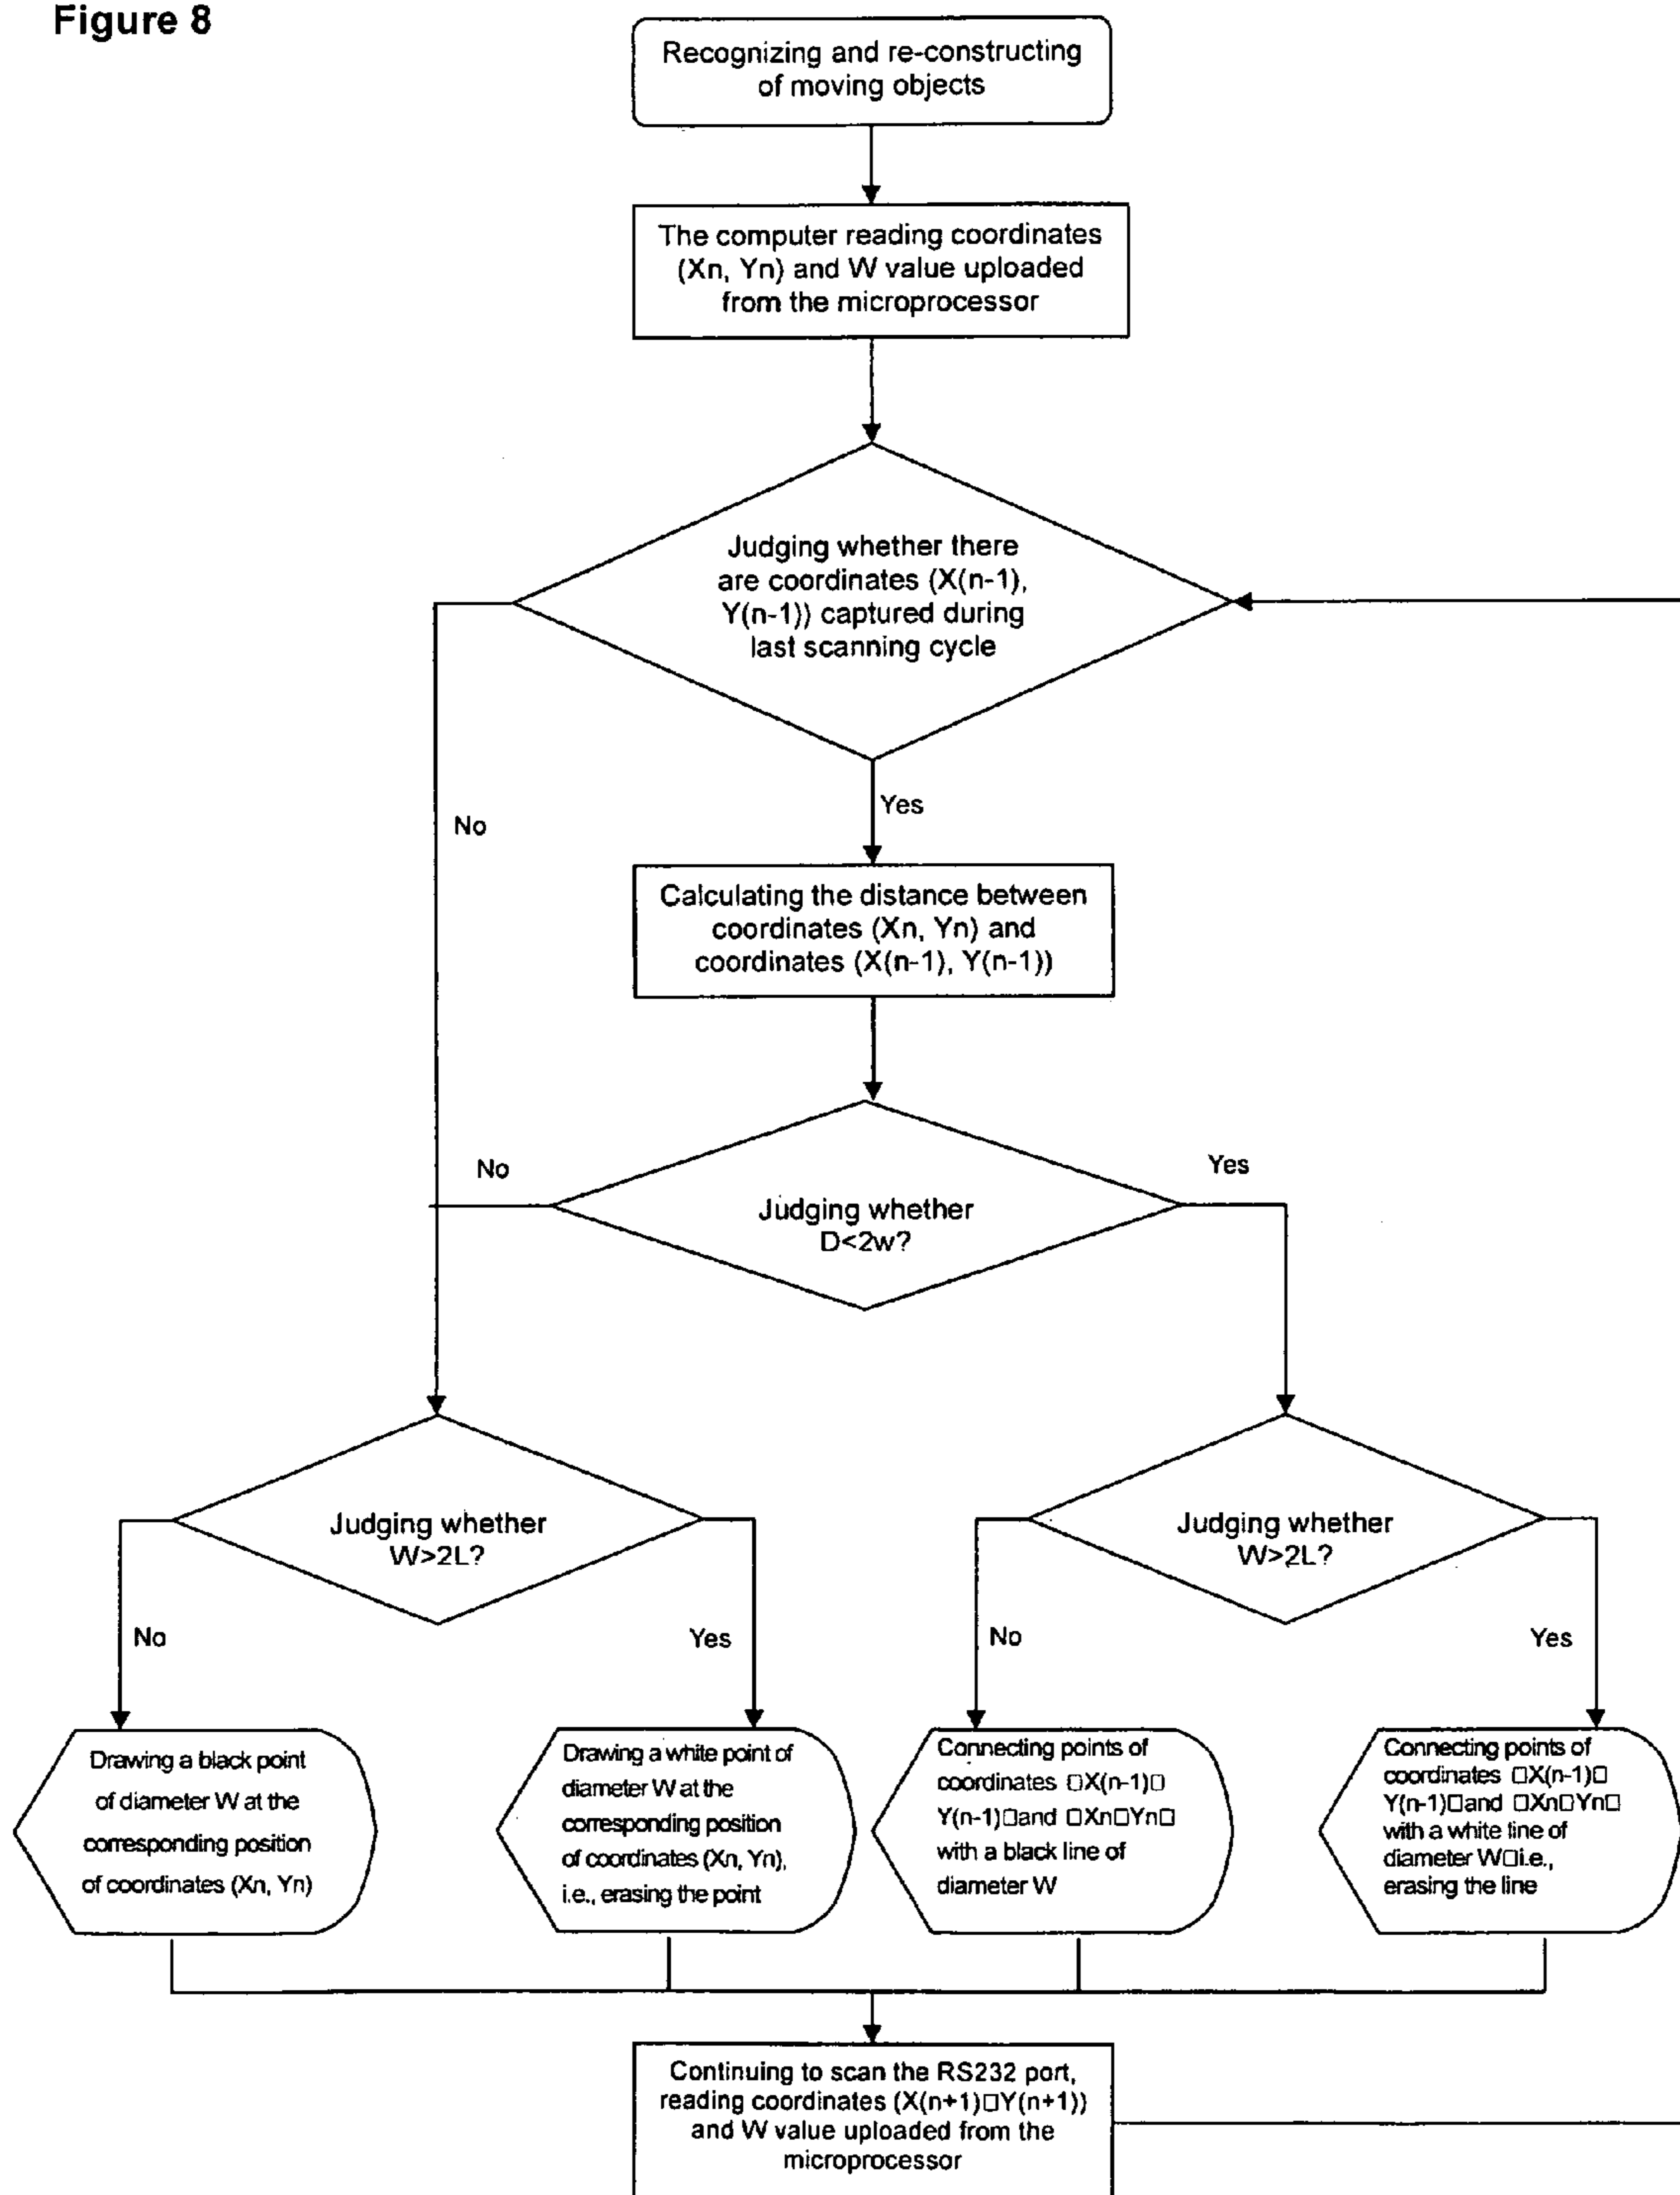 Figure 8
Recognizing and re-constructing
of moving objects
The computer reading coordinates
(Xn, Yn) and W value uploaded
from the microprocessor
Judging whether there
are coordinates (X(n-1),
Y(n-1)) captured during
last scanning cycle
No
Yes
Calculating the distance between
coordinates (Xn, Yn) and
coordinates (X(n-1), Y(n-1))
No
Yes
Judging whether
D<2w?
Judging whether
W>2L?
Judging whether
W>2L?
No
Yes
No
Yes
Drawing a black point
of diameter W at the
corresponding position
of coordinates (Xn, Yn)
Drawing a white point of
diameter W at the
corresponding position
of coordinates (Xn, Yn),
i.e., erasing the point
Connecting points of
coordinates □X(n-1)□
Y(n-1)□and □Xn□Yn□
with a black line of
diameter W
Connecting points of
coordinates □X(n-1)□
Y(n-1)□and □Xn□Yn□
with a white line of
diameter W□i.e.,
erasing the line
Continuing to scan the RS232 port,
reading coordinates (X(n+1)□Y(n+1))
and W value uploaded from the
microprocessor